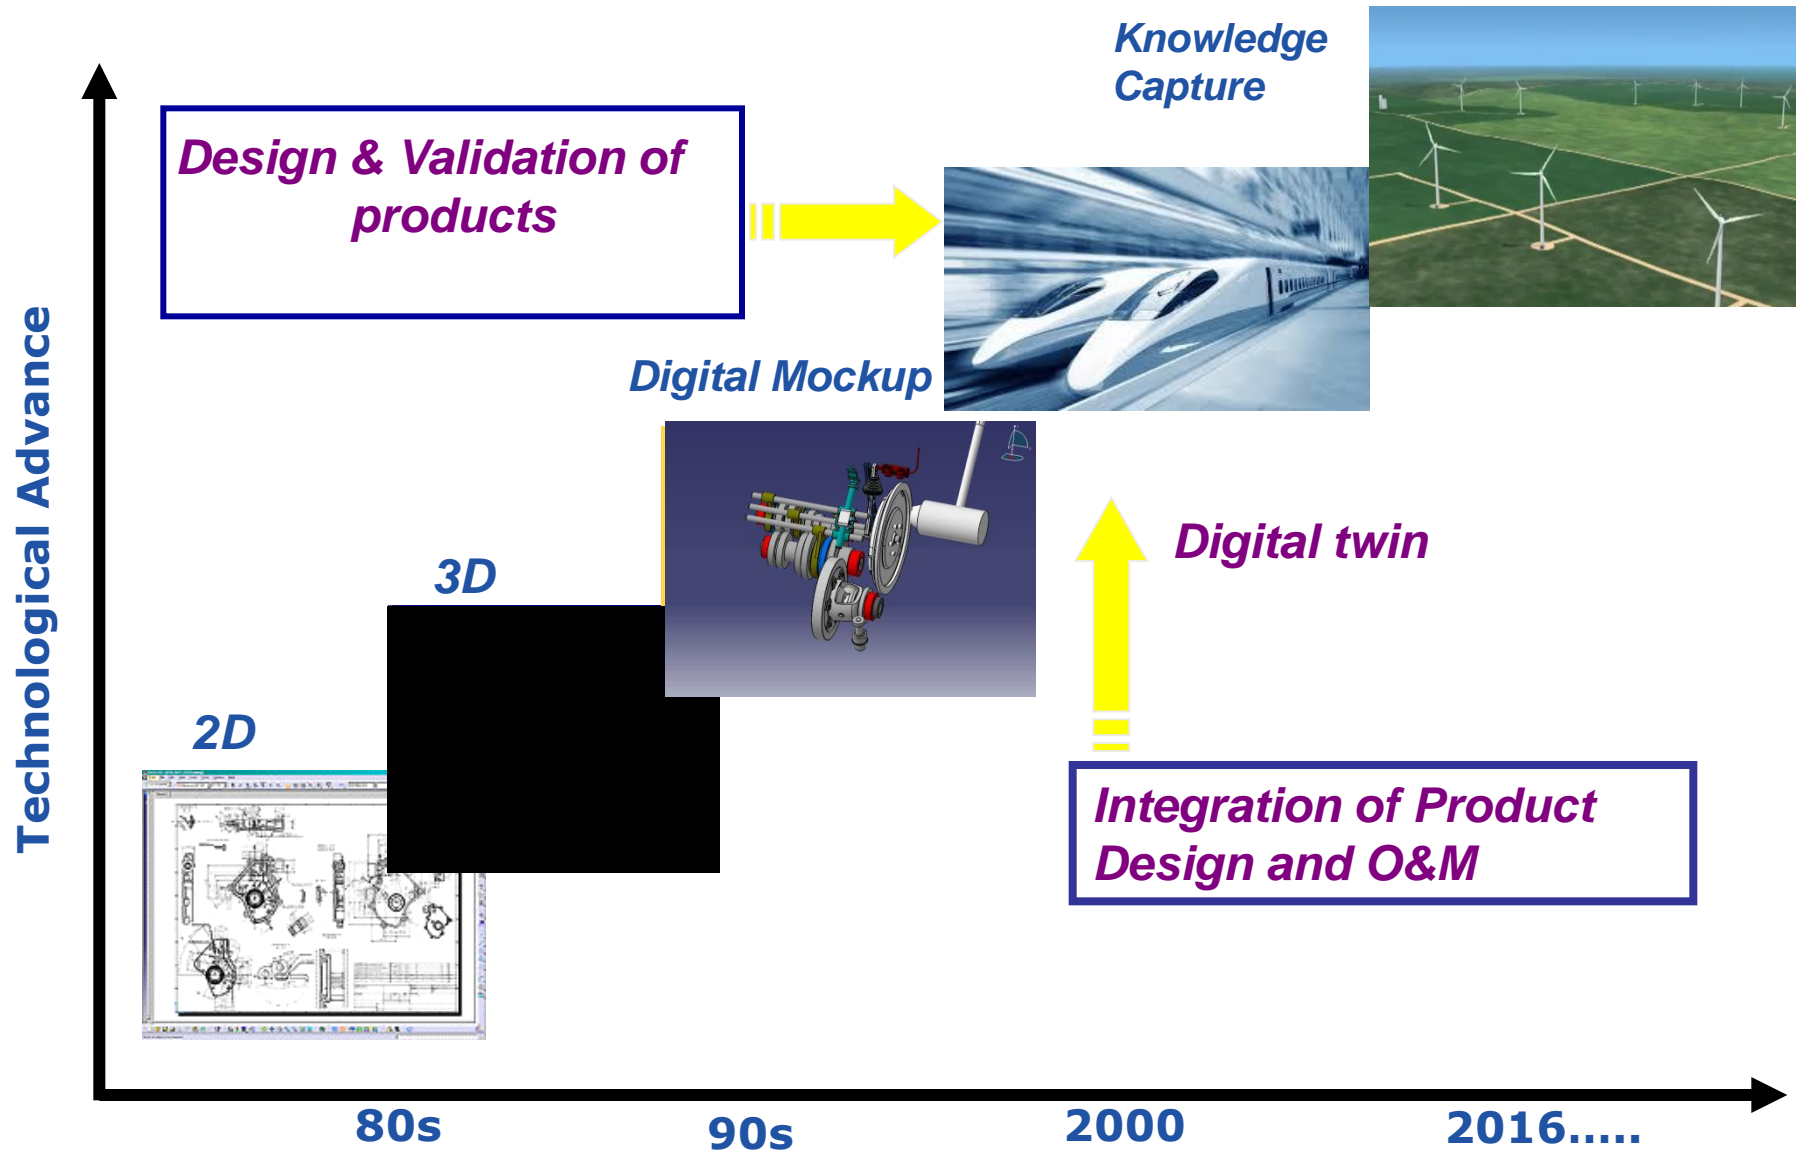 Knowledge
Capture
Design & Validation of
products
Digital Mockup
Technological Advance
Digital twin
3D
2D
Integration of Product
Design and O&M
80s
90s
2000
2016.....